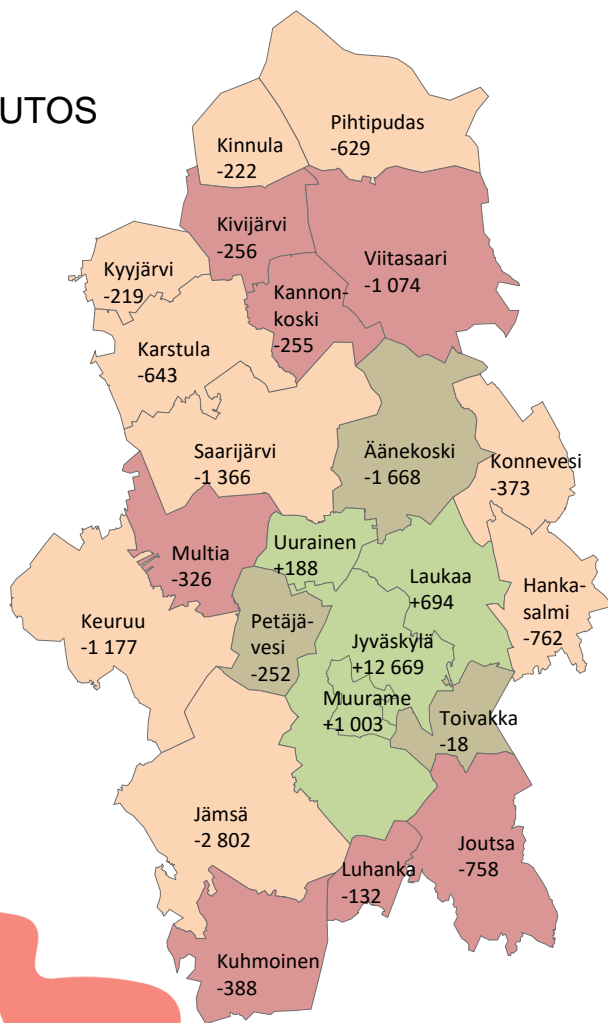 UTOS
Pihtipudas
-629
Kinnula
-222
Kivijärvi
-256
Viitasaari
-1 074
Kyyjärvi
-219
Kannon-
koski
-255
Karstula
-643
Saarijärvi
-1 366
Äänekoski
-1 668
Konnevesi
-373
Multia
-326
Uurainen
+188
Laukaa
+694
Hanka-
salmi
-762
Keuruu
-1 177
Petäjä-
vesi
-252
Jyväskylä
+12 669
Muurame
+1 003
Toivakka
-18
Jämsä
-2 802
Joutsa
-758
Luhanka
-132
Kuhmoinen
-388